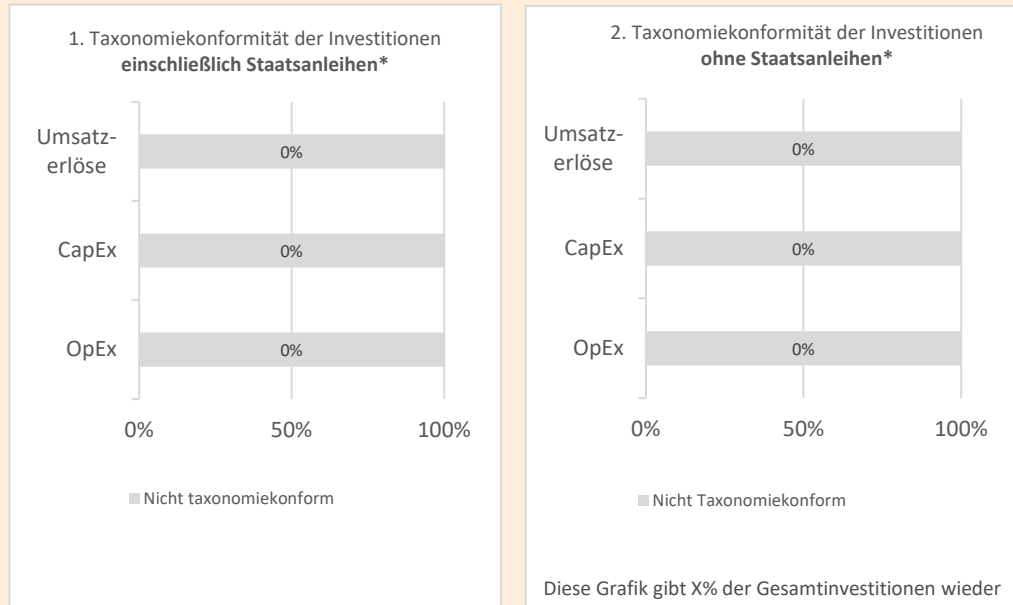 1. Taxonomiekonformität der Investitionen
einschließlich Staatsanleihen*
Umsatz-
erlöse
0%
CapEx
0%
OpEx
0%
0%
50%
100%
Nicht taxonomiekonform
2. Taxonomiekonformität der Investitionen
ohne Staatsanleihen*
Umsatz-
erlöse
0%
CapEx
0%
OpEx
0%
0%
50%
100%
Nicht Taxonomiekonform
Diese Grafik gibt X% der Gesamtinvestitionen wieder